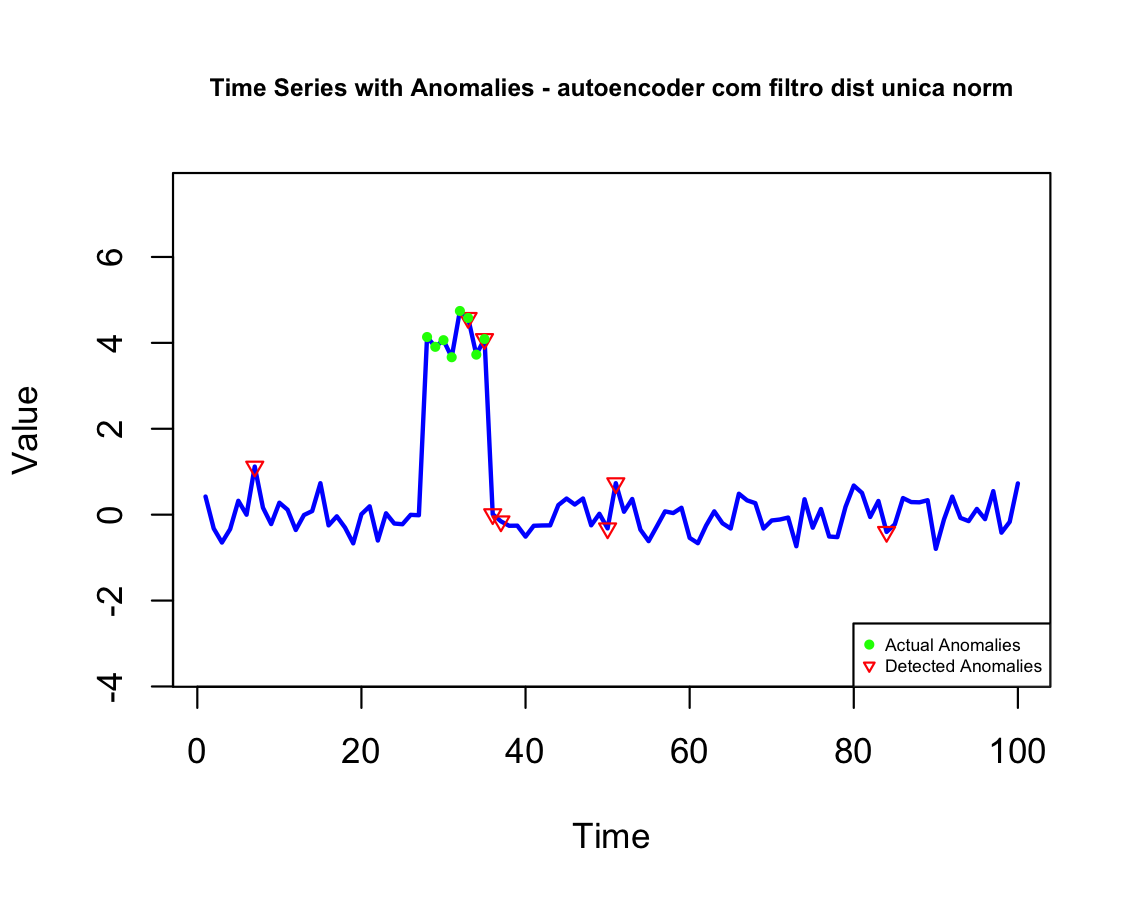 Time Series with Anomalies - autoencoder com filtro dist unica norm
Value
6
4
2
0
-2
-4
Actual Anomalies
Detected Anomalies
0 20 40 60 80 100
Time